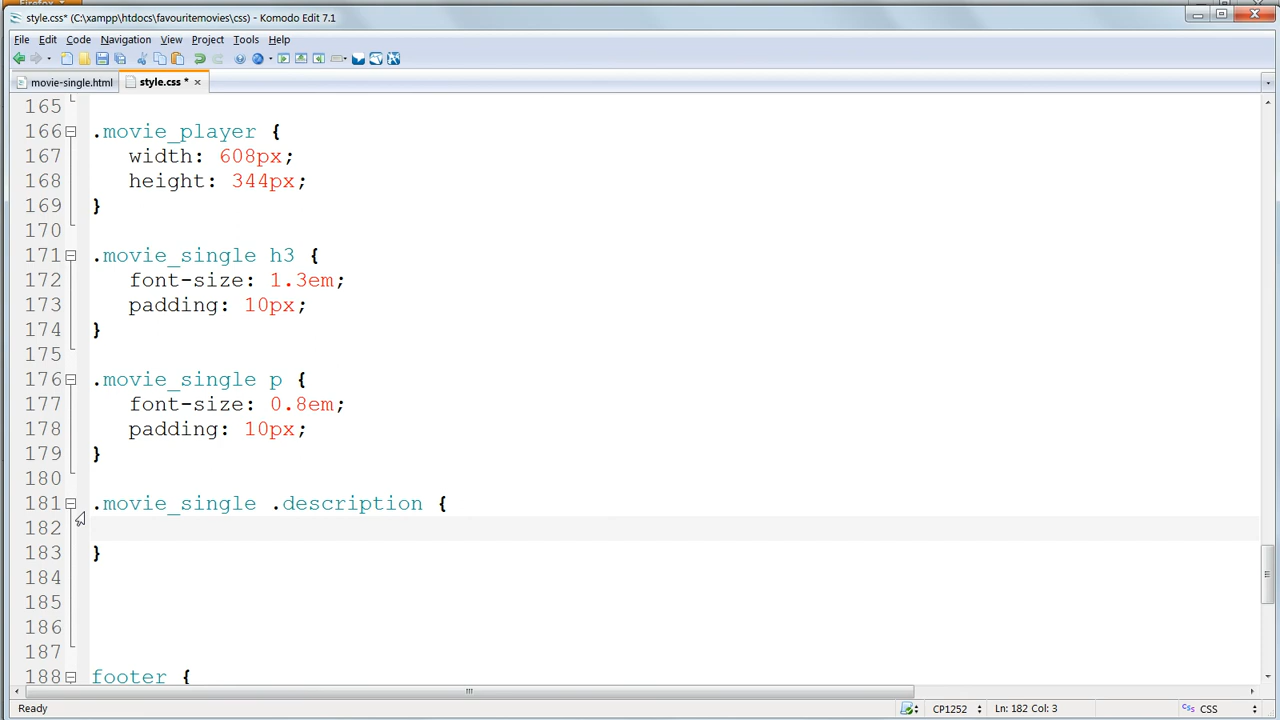 Firefox
style.css* (C:\xampp\htdocs\favouritemovies\css) - Komodo Edit 7.1
File Edit Code Navigation View Project Tools Help
movie-single.html style.css *
165
166 .movie_player {
167 width: 608px;
168 height: 344px;
169 }
170
171 .movie_single h3 {
172 font-size: 1.3em;
173 padding: 10px;
174 }
175
176 .movie_single p {
177 font-size: 0.8em;
178 padding: 10px;
179 }
180
181 .movie_single .description {
182
183 }
184
185
186
187
188 footer {
Ready CP1252 Ln: 182 Col: 3 CSS